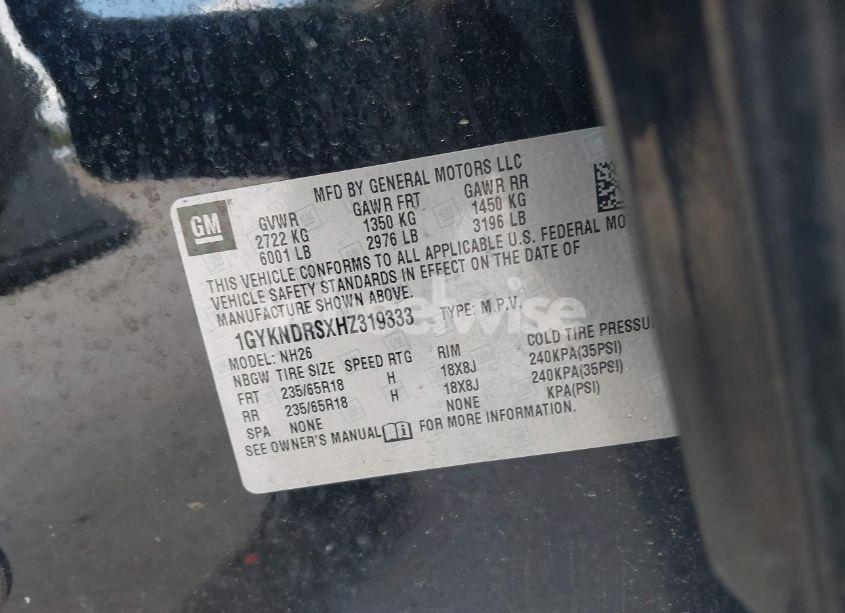 GM
MFD BY GENERAL MOTORS LLC
GVWR GAWR FRT GAWR RR
2722 KG 1350 KG 1450 KG
6001 LB 2976 LB 3196 LB
THIS VEHICLE CONFORMS TO ALL APPLICABLE U.S. FEDERAL MO
VEHICLE SAFETY STANDARDS IN EFFECT ON THE DATE OF
MANUFACTURE SHOWN ABOVE.
1GYKNDRSXHZ319333 TYPE: M.P.V.
MODEL: NH26
NBGW TIRE SIZE SPEED RTG RIM COLD TIRE PRESSU
FRT 235/65R18 H 18X8J 240KPA(35PSI)
RR 235/65R18 H 18X8J 240KPA(35PSI)
SPA NONE NONE KPA(PSI)
SEE OWNER'S MANUAL FOR MORE INFORMATION.